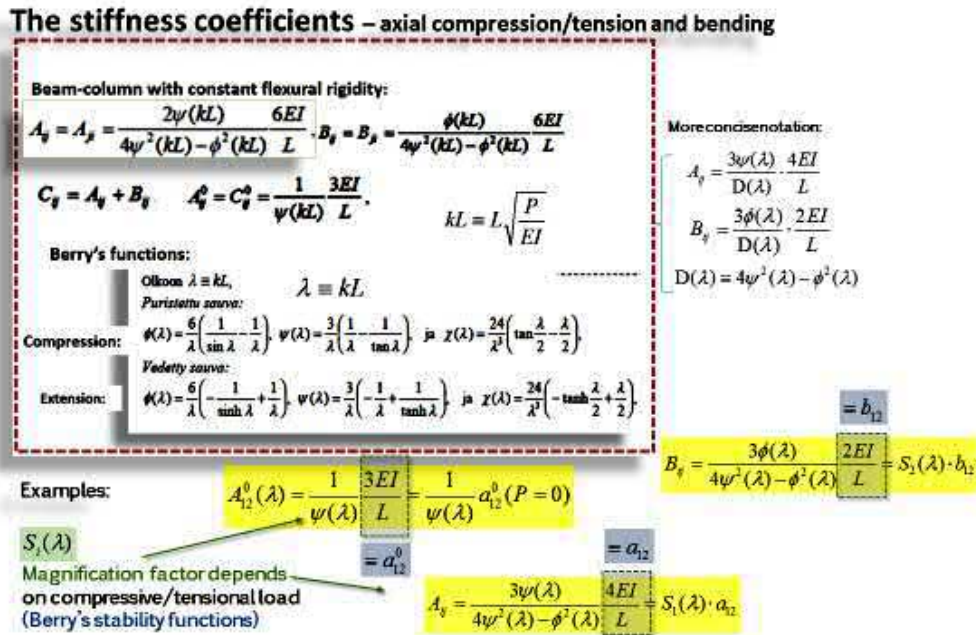 The stiffness coefficients – axial compression/tension and bending
Beam-column with constant flexural rigidity:
A_ij = A_ji = 2ψ(kL) / (4ψ²(kL) − ϕ²(kL)) 6EI/L , B_ij = B_ji = ϕ(kL) / (4ψ²(kL) − ϕ²(kL)) 6EI/L
C_ij = A_ij + B_ij A⁰_ij = C⁰_ij = 1/ψ(kL) 3EI/L ,
kL ≡ L√(P/EI)
Berry's functions:
Olkoon λ ≡ kL,
λ ≡ kL
Puristettu sauva:
Compression: ϕ(λ) = 6/λ (1/sin λ − 1/λ), ψ(λ) = 3/λ (1/λ − 1/tan λ), ja χ(λ) = 24/λ³ (tan λ/2 − λ/2),
Vedetty sauva:
Extension: ϕ(λ) = 6/λ (−1/sinh λ + 1/λ), ψ(λ) = 3/λ (−1/λ + 1/tanh λ), ja χ(λ) = 24/λ³ (−tanh λ/2 + λ/2),
More concise notation:
A_ij = 3ψ(λ)/D(λ) · 4EI/L
B_ij = 3ϕ(λ)/D(λ) · 2EI/L
D(λ) = 4ψ²(λ) − ϕ²(λ)
= b₁₂
B_ij = 3ϕ(λ) / (4ψ²(λ) − ϕ²(λ)) 2EI/L = S₂(λ) · b₁₂
Examples:
A⁰₁₂(λ) = 1/ψ(λ) 3EI/L = 1/ψ(λ) a⁰₁₂(P = 0)
= a⁰₁₂
S_i(λ)
Magnification factor depends
on compressive/tensional load
(Berry's stability functions)
= a₁₂
A_ij = 3ψ(λ) / (4ψ²(λ) − ϕ²(λ)) 4EI/L = S₁(λ) · a₁₂